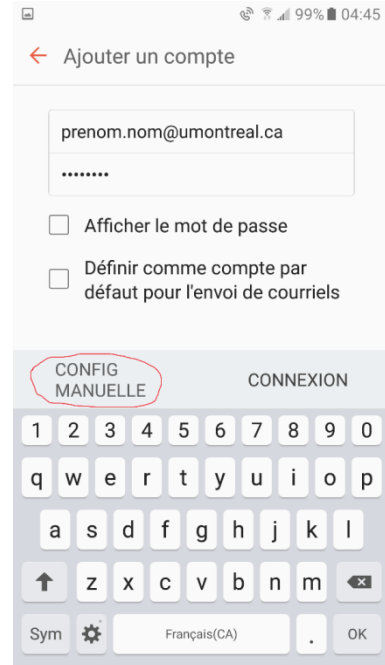 99% 04:45
Ajouter un compte
prenom.nom@umontreal.ca
••••••••
Afficher le mot de passe
Définir comme compte par
défaut pour l'envoi de courriels
CONFIG
MANUELLE
CONNEXION
1 2 3 4 5 6 7 8 9 0
q w e r t y u i o p
a s d f g h j k l
z x c v b n m
Sym Français(CA) . OK